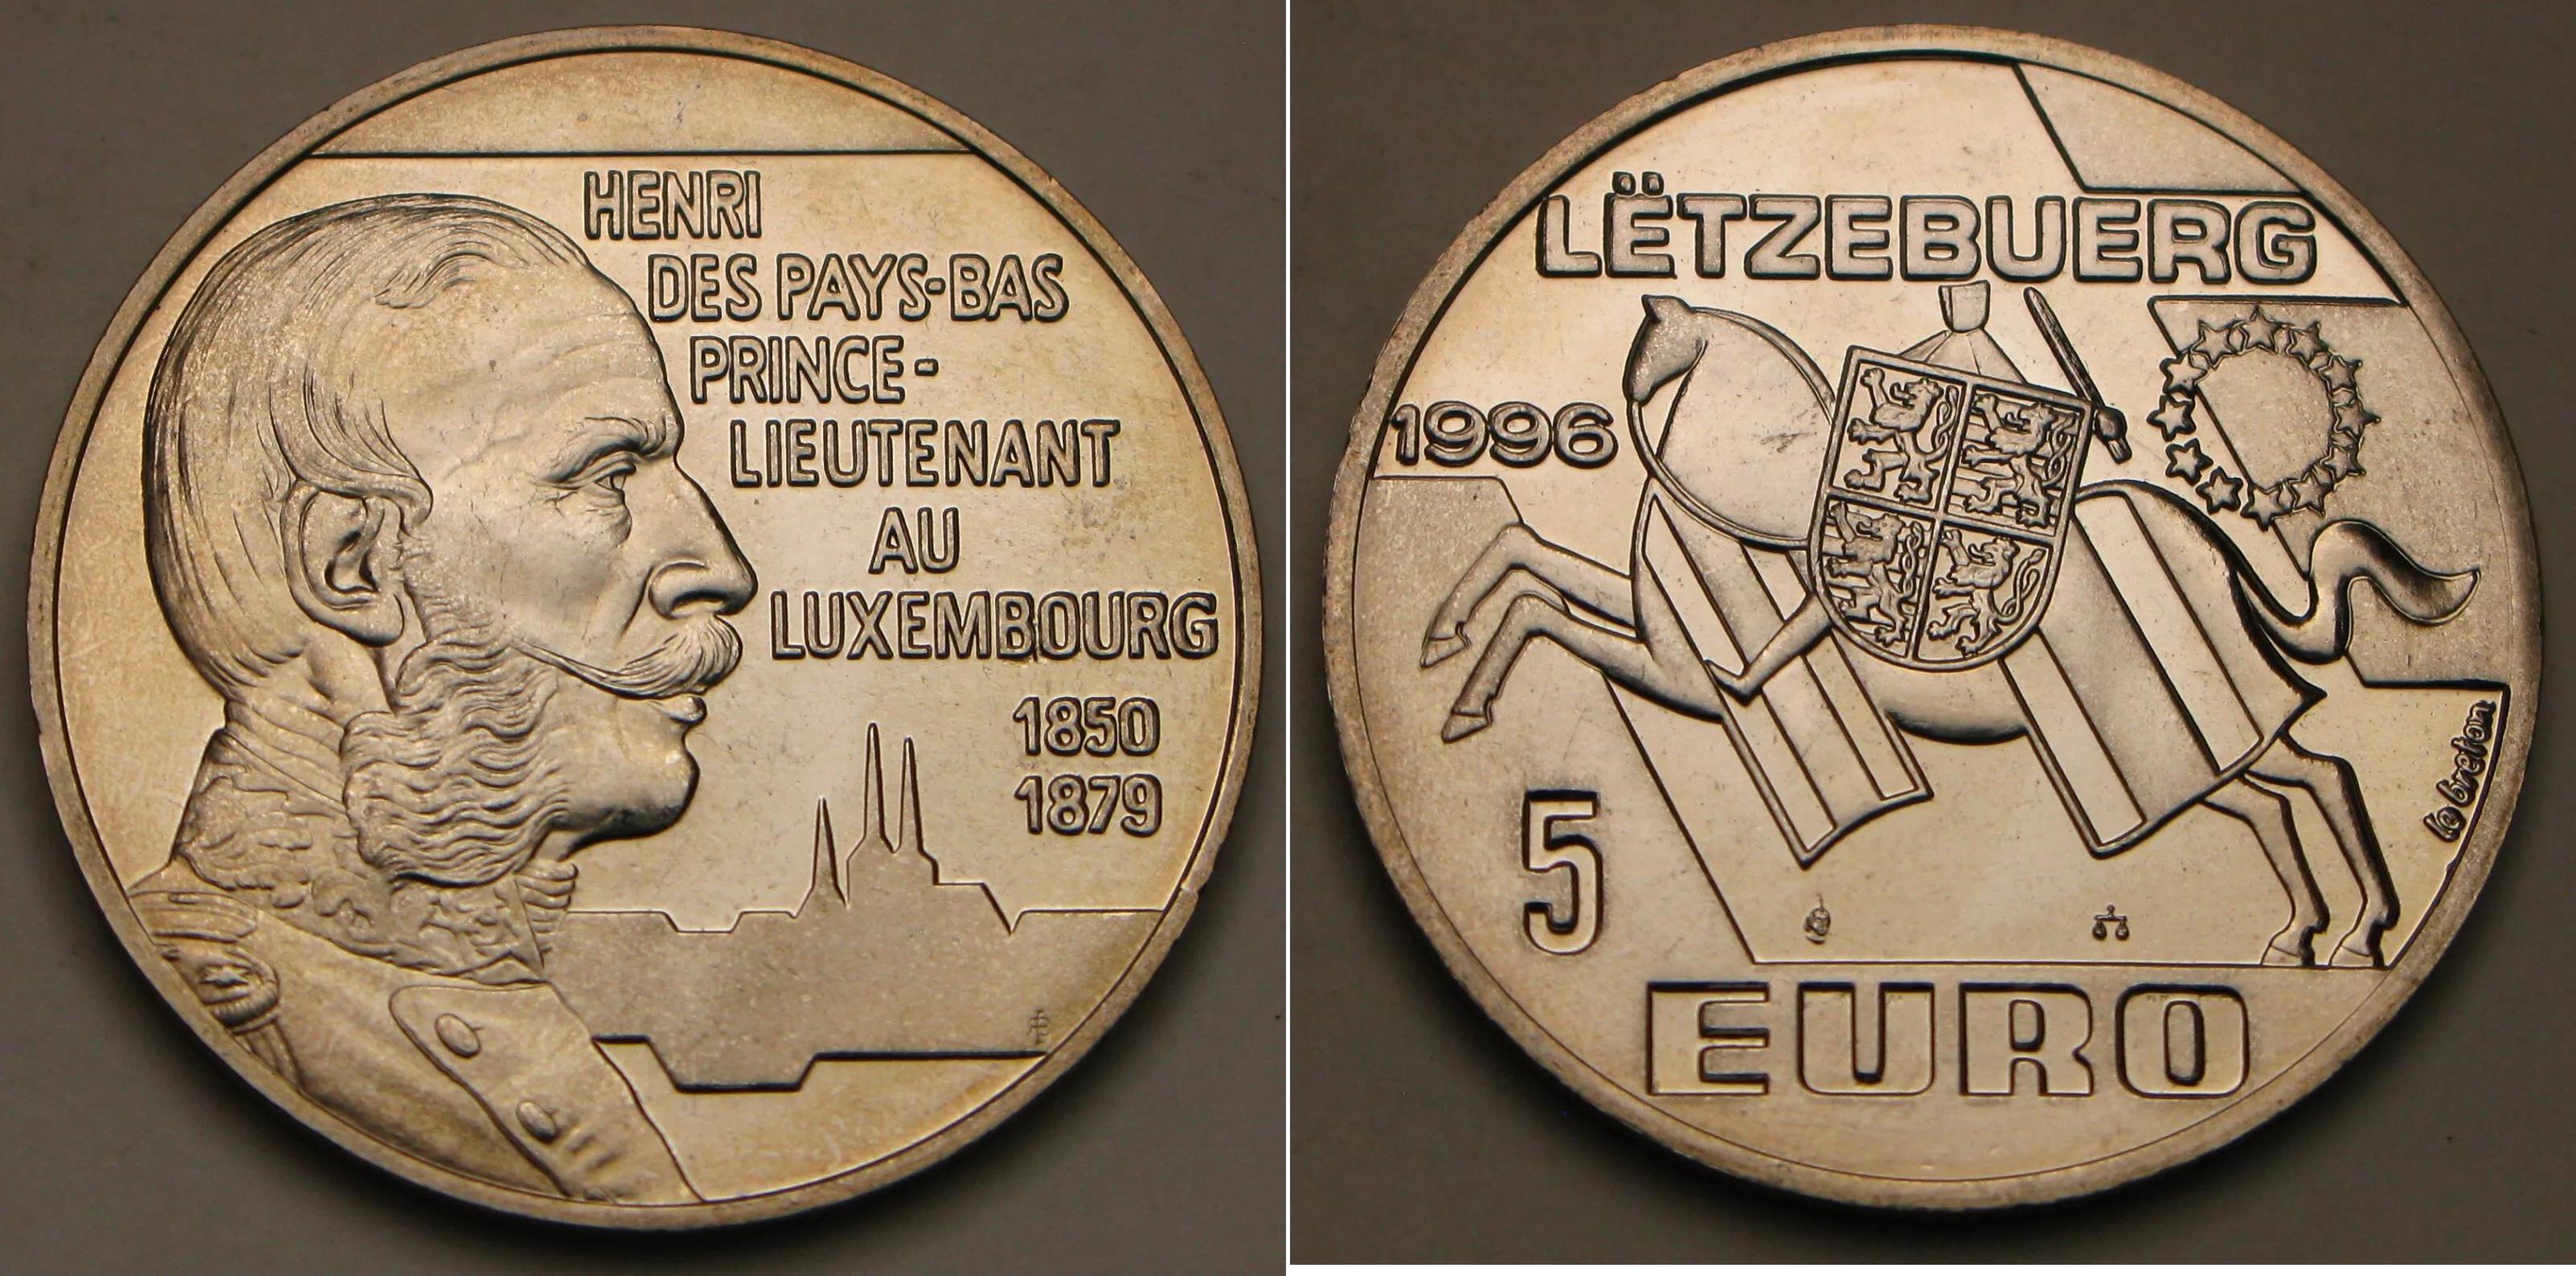 HENRI
DES PAYS-BAS
PRINCE-
LIEUTENANT
AU
LUXEMBOURG
1850
1879
LËTZEBUERG
1996
le breton
5
EURO